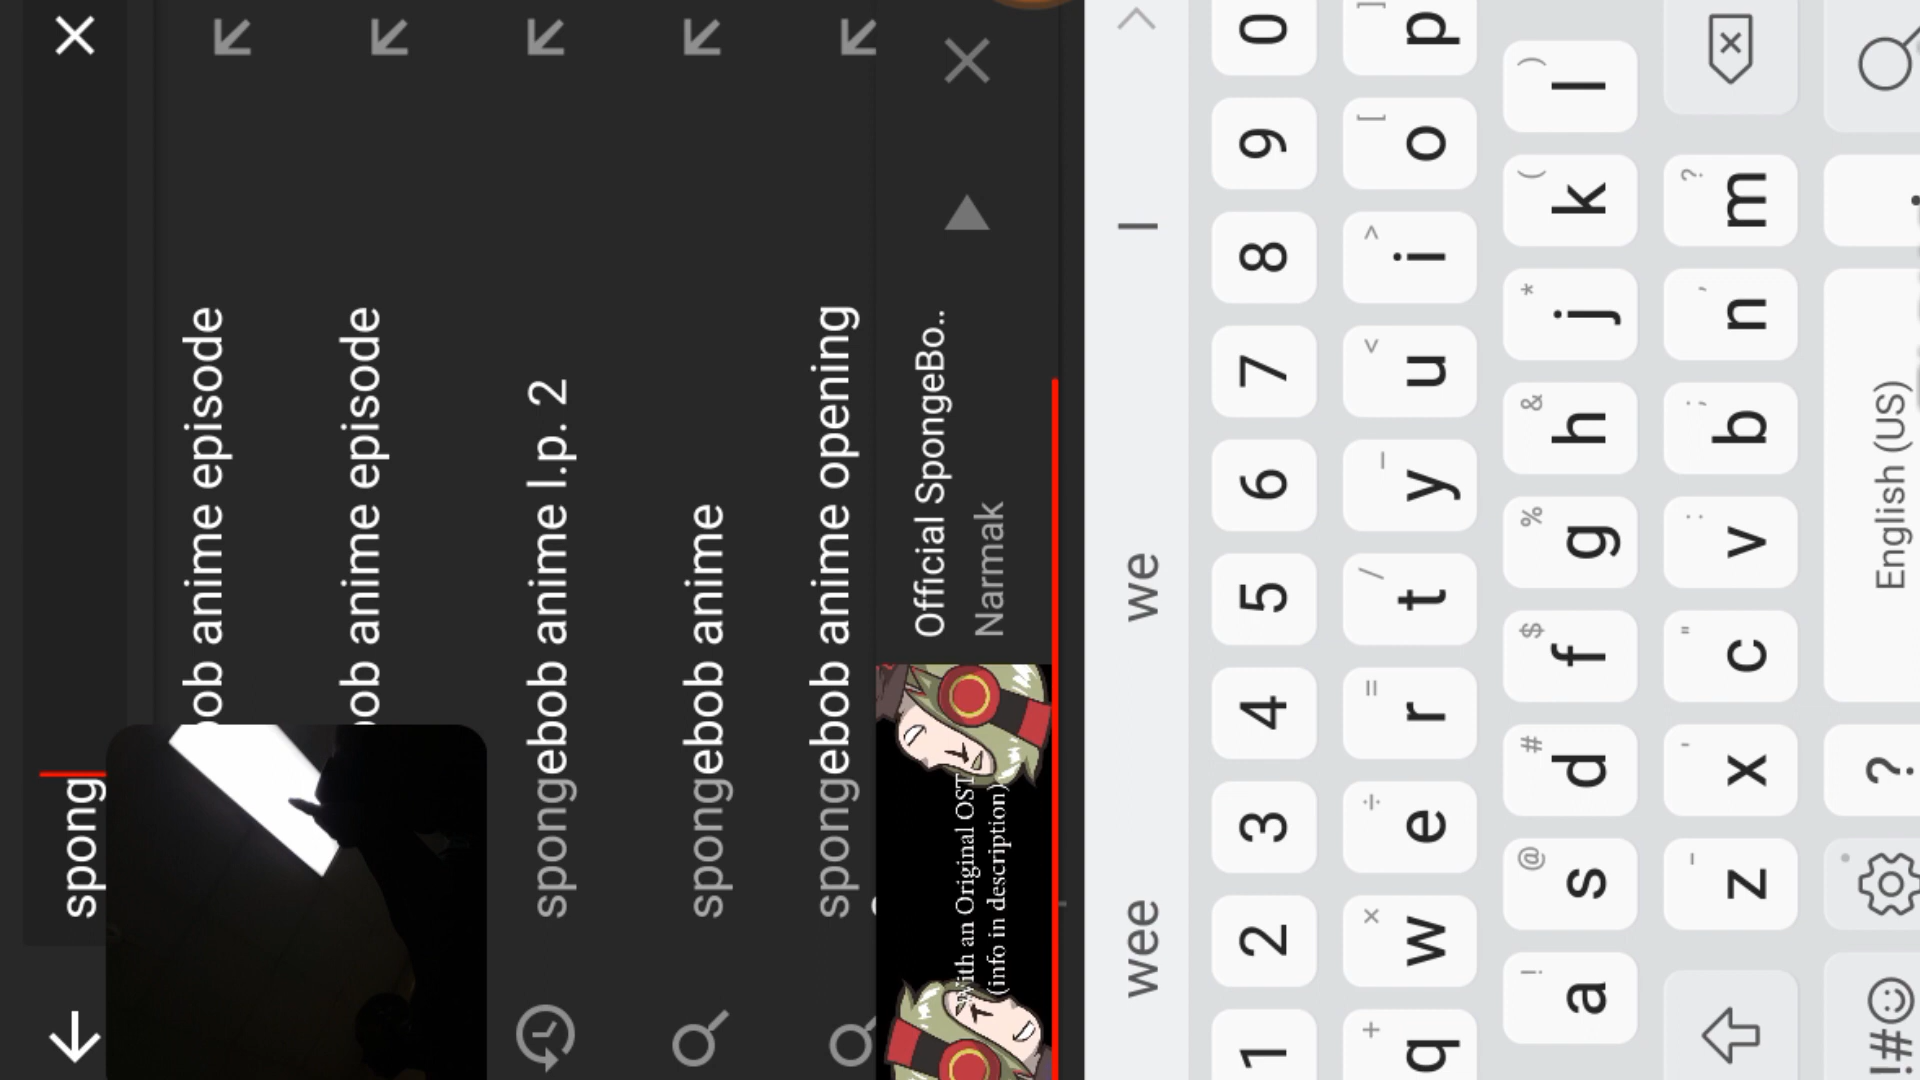 spong
ob anime episode
ob anime episode
spongebob anime l.p. 2
spongebob anime
spongebob anime opening
Official SpongeBo..
Narmak
With an Original OST
(info in description)
wee we I
1 2 3 4 5 6 7 8 9 0
+ × ÷ = / _ < > [ ]
q w e r t y u i o p
! @ # $ % & * ( )
a s d f g h j k l
- ' " : ; , ?
z x c v b n m
!#☺ ? English (US) .